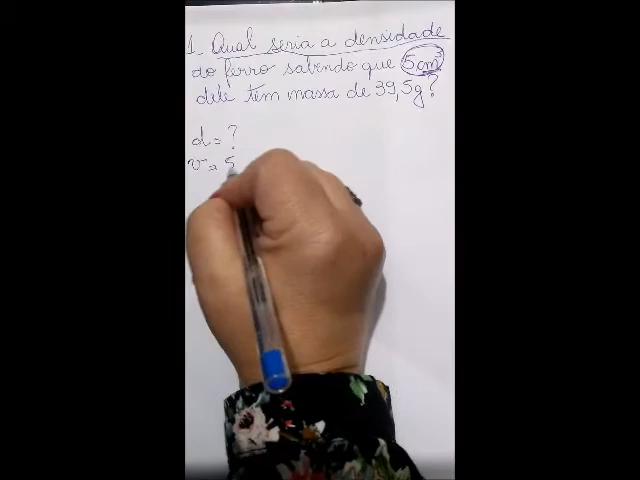 1. Qual seria a densidade
do ferro sabendo que 5cm³
dele têm massa de 39,5g?
d = ?
v = 5